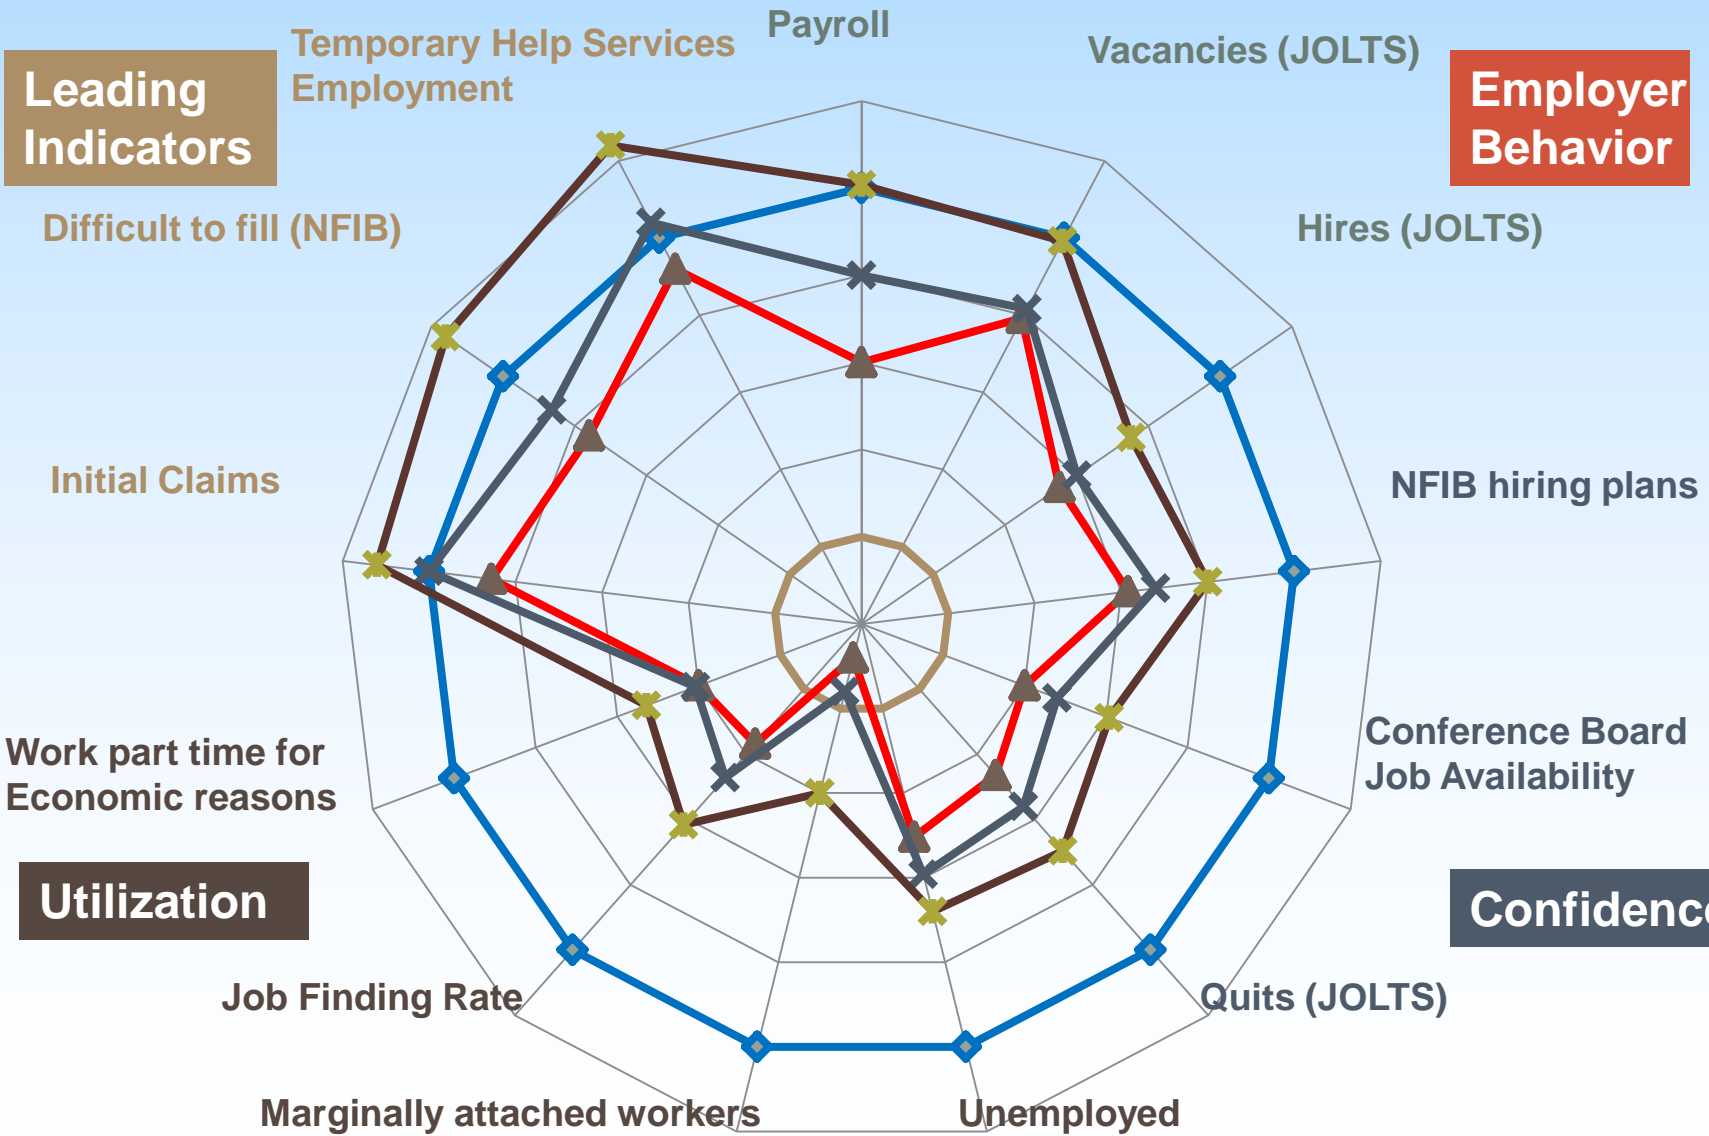 Payroll
Temporary Help Services
Employment
Vacancies (JOLTS)
Leading
Indicators
Employer
Behavior
Difficult to fill (NFIB)
Hires (JOLTS)
Initial Claims
NFIB hiring plans
Work part time for
Economic reasons
Conference Board
Job Availability
Utilization
Confidence
Job Finding Rate
Quits (JOLTS)
Marginally attached workers
Unemployed